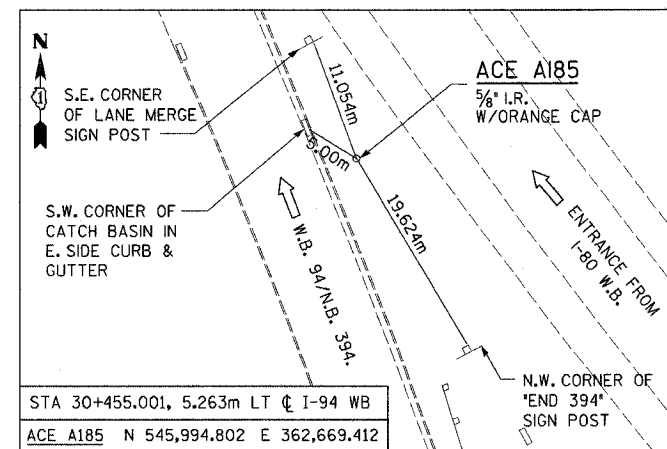 N
1
S.E. CORNER
OF LANE MERGE
SIGN POST
11.054m
ACE A185
5/8" I.R.
W/ORANGE CAP
5.00m
S.W. CORNER OF
CATCH BASIN IN
E. SIDE CURB &
GUTTER
19.624m
W.B. 94/N.B. 394.
ENTRANCE FROM
I-80 W.B.
N.W. CORNER OF
"END 394"
SIGN POST
STA 30+455.001, 5.263m LT ℄ I-94 WB
ACE A185 N 545,994.802 E 362,669.412